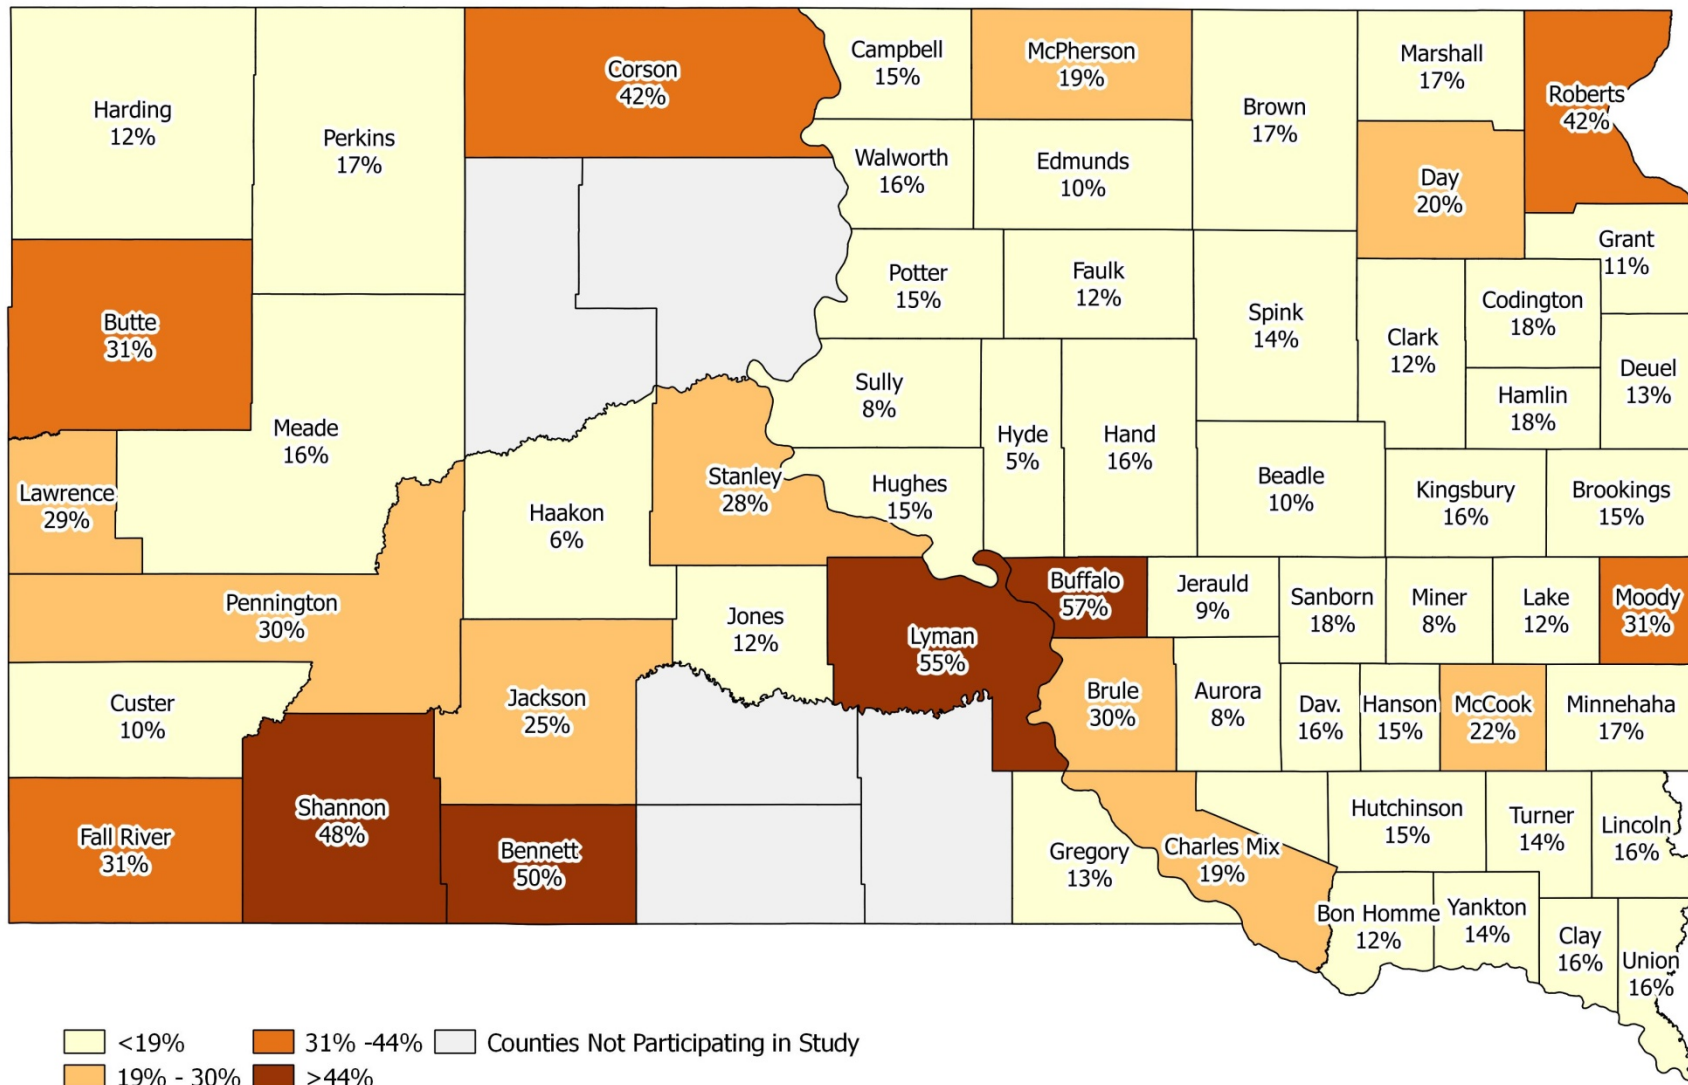 Campbell
15%
McPherson
19%
Marshall
17%
Corson
42%
Roberts
42%
Harding
12%
Perkins
17%
Brown
17%
Walworth
16%
Edmunds
10%
Day
20%
Grant
11%
Potter
15%
Faulk
12%
Codington
18%
Butte
31%
Spink
14%
Clark
12%
Deuel
13%
Sully
8%
Hamlin
18%
Meade
16%
Hyde
5%
Hand
16%
Lawrence
29%
Stanley
28%
Hughes
15%
Beadle
10%
Kingsbury
16%
Brookings
15%
Haakon
6%
Pennington
30%
Jones
12%
Lyman
55%
Buffalo
57%
Jerauld
9%
Sanborn
18%
Miner
8%
Lake
12%
Moody
31%
Custer
10%
Jackson
25%
Brule
30%
Aurora
8%
Dav.
16%
Hanson
15%
McCook
22%
Minnehaha
17%
Fall River
31%
Shannon
48%
Bennett
50%
Gregory
13%
Charles Mix
19%
Hutchinson
15%
Turner
14%
Lincoln
16%
Bon Homme
12%
Yankton
14%
Clay
16%
Union
16%
<19%
31% -44%
Counties Not Participating in Study
19% - 30%
>44%